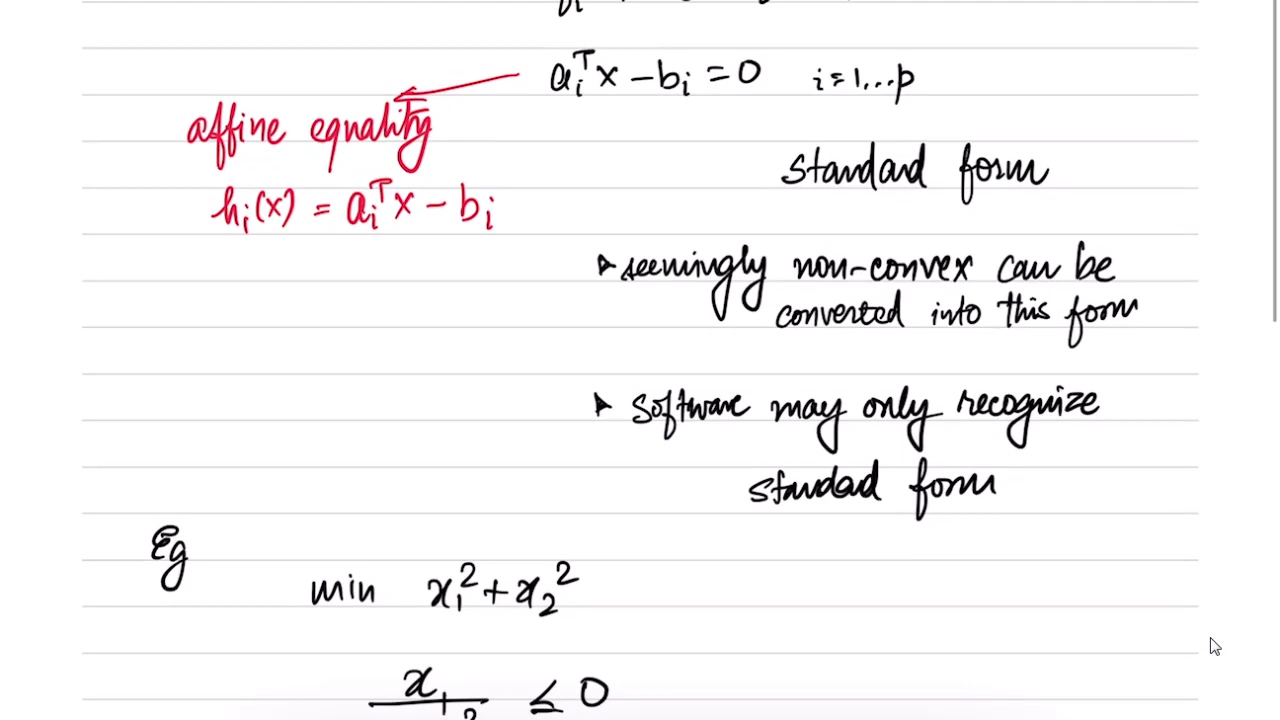 aᵢᵀx − bᵢ = 0 i = 1,...p
affine equality
hᵢ(x) = aᵢᵀx − bᵢ
standard form
▸ seemingly non-convex can be
converted into this form
▸ software may only recognize
standard form
Eg
min x₁² + x₂²
x₁ ≤ 0